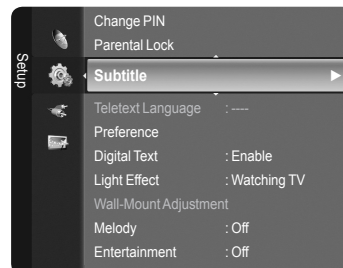 Setup
Change PIN
Parental Lock
Subtitle
Teletext Language : ----
Preference
Digital Text : Enable
Light Effect : Watching TV
Wall-Mount Adjustment
Melody : Off
Entertainment : Off